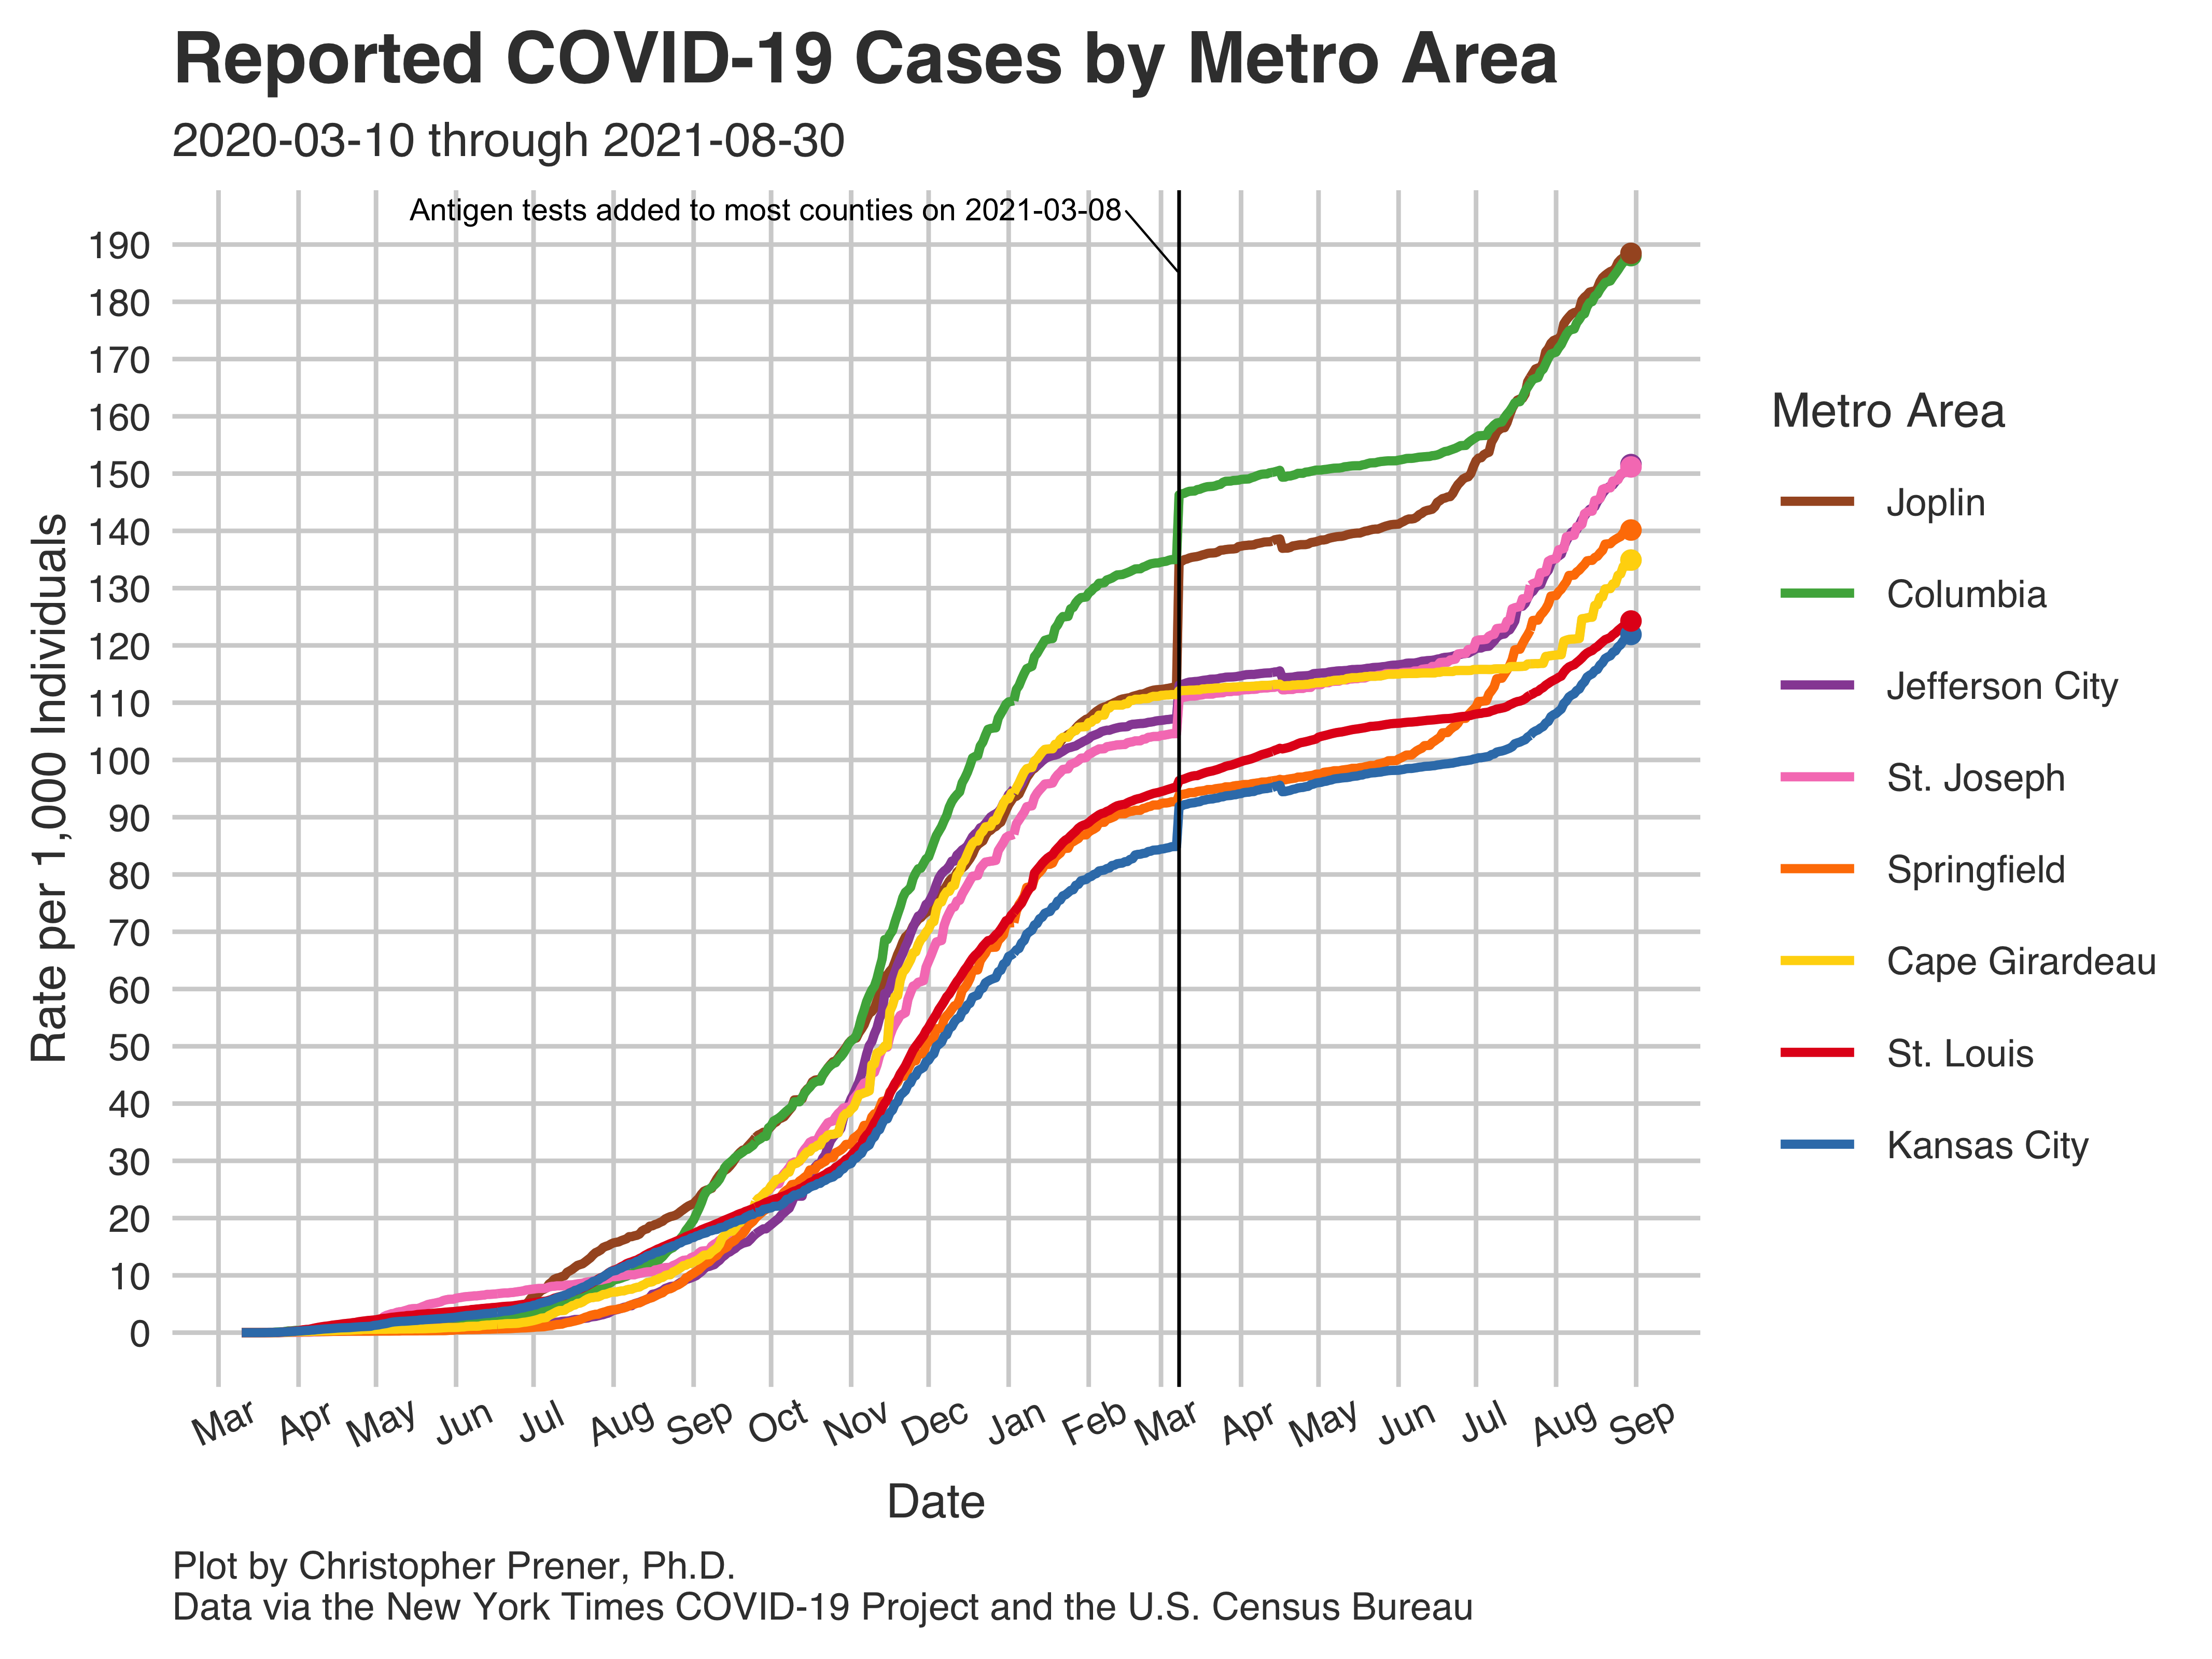 Reported COVID-19 Cases by Metro Area
2020-03-10 through 2021-08-30
Antigen tests added to most counties on 2021-03-08
190
180
170
160
150
140
130
120
110
100
90
80
70
60
50
40
30
20
10
0
Rate per 1,000 Individuals
Mar Apr May Jun Jul Aug Sep Oct Nov Dec Jan Feb Mar Apr May Jun Jul Aug Sep
Date
Metro Area
Joplin
Columbia
Jefferson City
St. Joseph
Springfield
Cape Girardeau
St. Louis
Kansas City
Plot by Christopher Prener, Ph.D.
Data via the New York Times COVID-19 Project and the U.S. Census Bureau